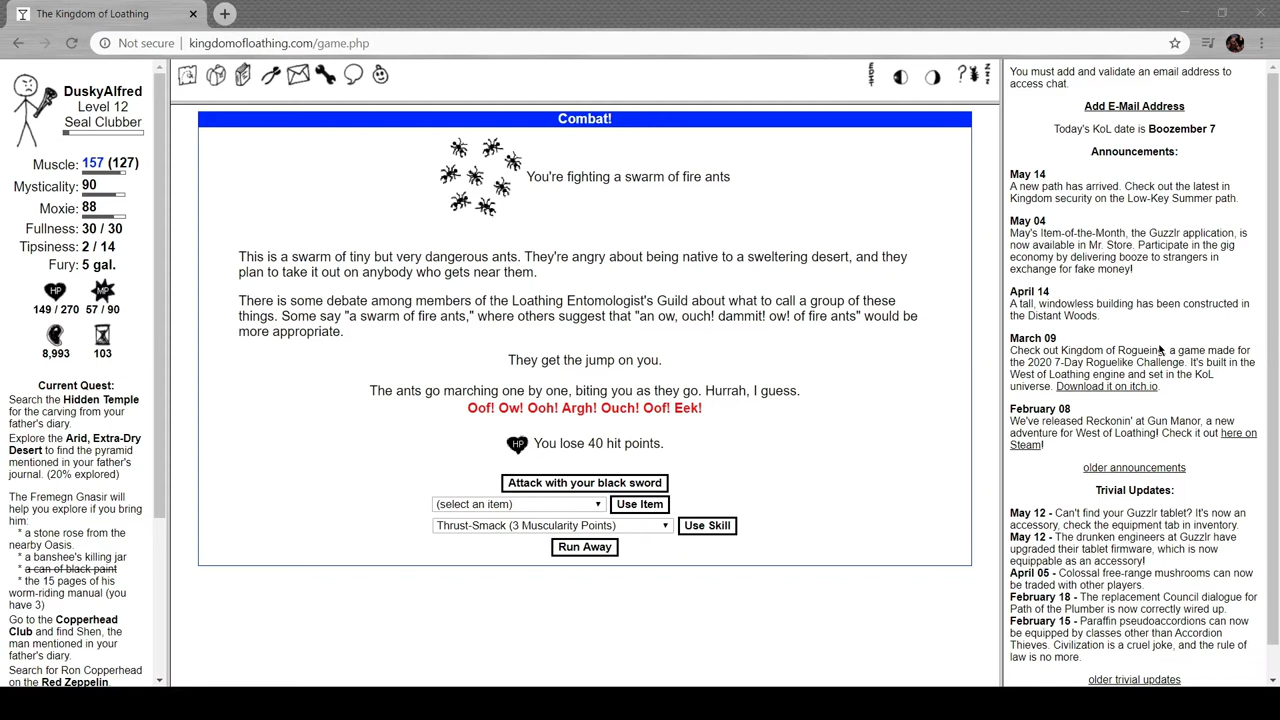 The Kingdom of Loathing
Not secure | kingdomofloathing.com/game.php
DuskyAlfred
Level 12
Seal Clubber
Muscle: 157 (127)
Mysticality: 90
Moxie: 88
Fullness: 30 / 30
Tipsiness: 2 / 14
Fury: 5 gal.
HP MP
149 / 270 57 / 90
8,993 103
Current Quest:
Search the Hidden Temple
for the carving from your
father's diary.
Explore the Arid, Extra-Dry
Desert to find the pyramid
mentioned in your father's
journal. (20% explored)
The Fremegn Gnasir will
help you explore if you bring
him:
* a stone rose from the
nearby Oasis.
* a banshee's killing jar
* a can of black paint
* the 15 pages of his
worm-riding manual (you
have 3)
Go to the Copperhead
Club and find Shen, the
man mentioned in your
father's diary.
Search for Ron Copperhead
on the Red Zeppelin.
Combat!
You're fighting a swarm of fire ants
This is a swarm of tiny but very dangerous ants. They're angry about being native to a sweltering desert, and they
plan to take it out on anybody who gets near them.
There is some debate among members of the Loathing Entomologist's Guild about what to call a group of these
things. Some say "a swarm of fire ants," where others suggest that "an ow, ouch! dammit! ow! of fire ants" would be
more appropriate.
They get the jump on you.
The ants go marching one by one, biting you as they go. Hurrah, I guess.
Oof! Ow! Ooh! Argh! Ouch! Oof! Eek!
HP You lose 40 hit points.
Attack with your black sword
(select an item) Use Item
Thrust-Smack (3 Muscularity Points) Use Skill
Run Away
You must add and validate an email address to
access chat.
Add E-Mail Address
Today's KoL date is Boozember 7
Announcements:
May 14
A new path has arrived. Check out the latest in
Kingdom security on the Low-Key Summer path.
May 04
May's Item-of-the-Month, the Guzzlr application, is
now available in Mr. Store. Participate in the gig
economy by delivering booze to strangers in
exchange for fake money!
April 14
A tall, windowless building has been constructed in
the Distant Woods.
March 09
Check out Kingdom of Rogueing, a game made for
the 2020 7-Day Roguelike Challenge. It's built in the
West of Loathing engine and set in the KoL
universe. Download it on itch.io.
February 08
We've released Reckonin' at Gun Manor, a new
adventure for West of Loathing! Check it out here on
Steam!
older announcements
Trivial Updates:
May 12 - Can't find your Guzzlr tablet? It's now an
accessory, check the equipment tab in inventory.
May 12 - The drunken engineers at Guzzlr have
upgraded their tablet firmware, which is now
equippable as an accessory!
April 05 - Colossal free-range mushrooms can now
be traded with other players.
February 18 - The replacement Council dialogue for
Path of the Plumber is now correctly wired up.
February 15 - Paraffin pseudoaccordions can now
be equipped by classes other than Accordion
Thieves. Civilization is a cruel joke, and the rule of
law is no more.
older trivial updates